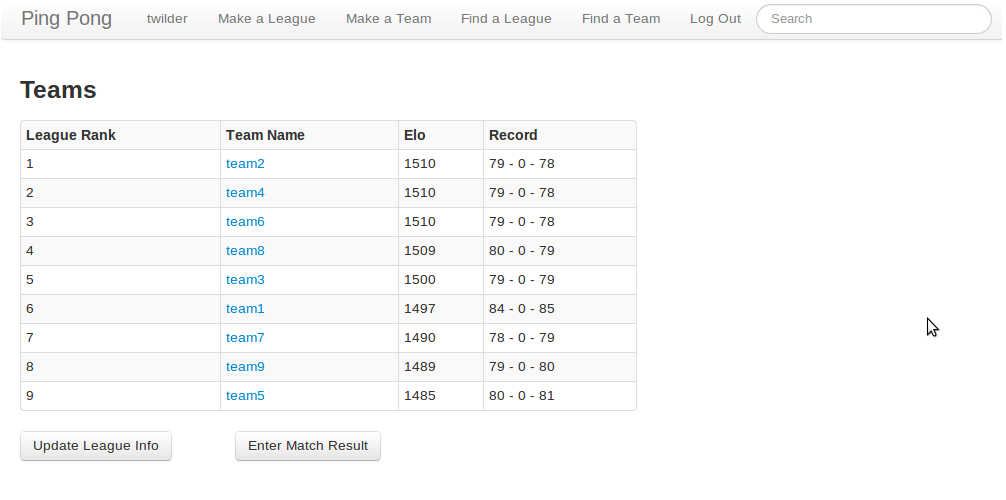 Ping Pong twilder Make a League Make a Team Find a League Find a Team Log Out Search
Teams
League Rank Team Name Elo Record
1 team2 1510 79 - 0 - 78
2 team4 1510 79 - 0 - 78
3 team6 1510 79 - 0 - 78
4 team8 1509 80 - 0 - 79
5 team3 1500 79 - 0 - 79
6 team1 1497 84 - 0 - 85
7 team7 1490 78 - 0 - 79
8 team9 1489 79 - 0 - 80
9 team5 1485 80 - 0 - 81
Update League Info Enter Match Result